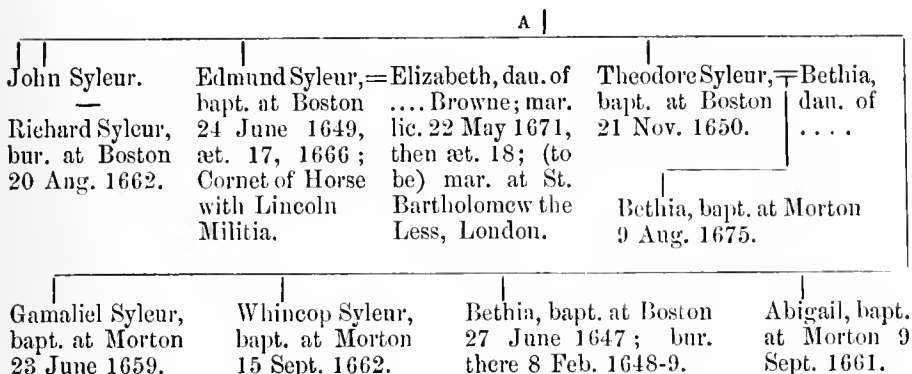 A
John Syleur.
—
Richard Syleur,
bur. at Boston
20 Aug. 1662.
Edmund Syleur,=
bapt. at Boston
24 June 1649,
æt. 17, 1666 ;
Cornet of Horse
with Lincoln
Militia.
Elizabeth, dau. of
.... Browne; mar.
lic. 22 May 1671,
then æt. 18; (to
be) mar. at St.
Bartholomew the
Less, London.
Theodore Syleur,=
bapt. at Boston
21 Nov. 1650.
Bethia,
dau. of
....
Bethia, bapt. at Morton
9 Aug. 1675.
Gamaliel Syleur,
bapt. at Morton
23 June 1659.
Whincop Syleur,
bapt. at Morton
15 Sept. 1662.
Bethia, bapt. at Boston
27 June 1647 ; bur.
there 8 Feb. 1648-9.
Abigail, bapt.
at Morton 9
Sept. 1661.